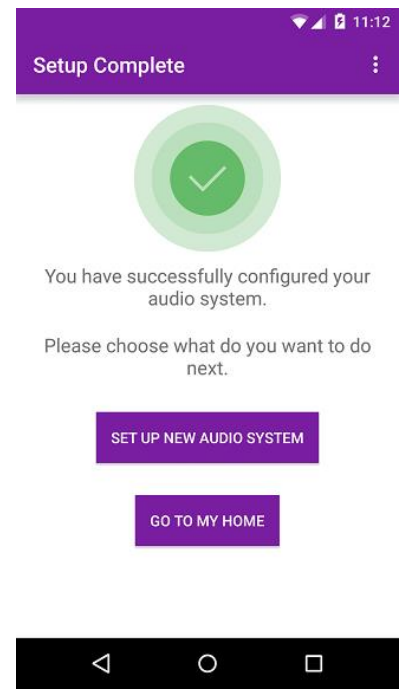 11:12
Setup Complete
You have successfully configured your
audio system.
Please choose what do you want to do
next.
SET UP NEW AUDIO SYSTEM
GO TO MY HOME